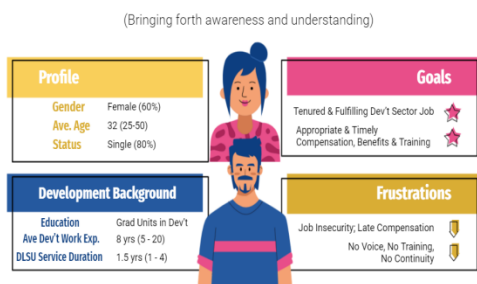 (Bringing forth awareness and understanding)
Profile
Gender Female (60%)
Ave. Age 32 (25-50)
Status Single (80%)
Goals
Tenured & Fulfilling Dev't Sector Job
Appropriate & Timely
Compensation, Benefits & Training
Development Background
Education Grad Units in Dev't
Ave Dev't Work Exp. 8 yrs (5 - 20)
DLSU Service Duration 1.5 yrs (1 - 4)
Frustrations
Job Insecurity; Late Compensation
No Voice, No Training,
No Continuity